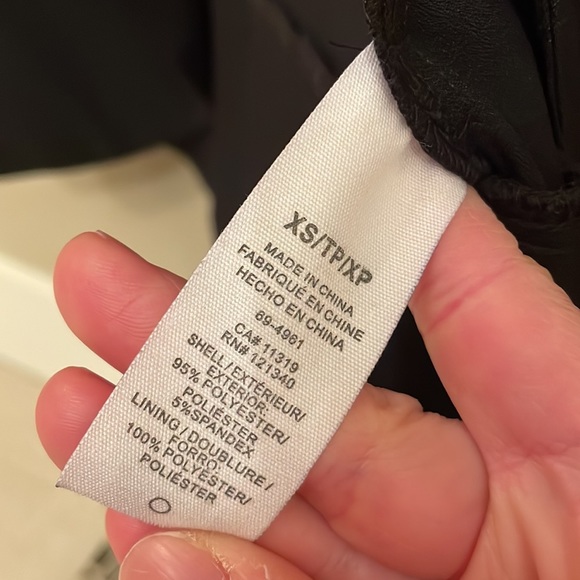 XS/TP/XP
MADE IN CHINA
FABRIQUÉ EN CHINE
HECHO EN CHINA
69-4961
CA# 11319
RN# 121340
SHELL/EXTÉRIEUR/
EXTERIOR:
95% POLYESTER/
POLIÉSTER
5%SPANDEX
LINING/DOUBLURE/
FORRO:
100% POLYESTER/
POLIÉSTER